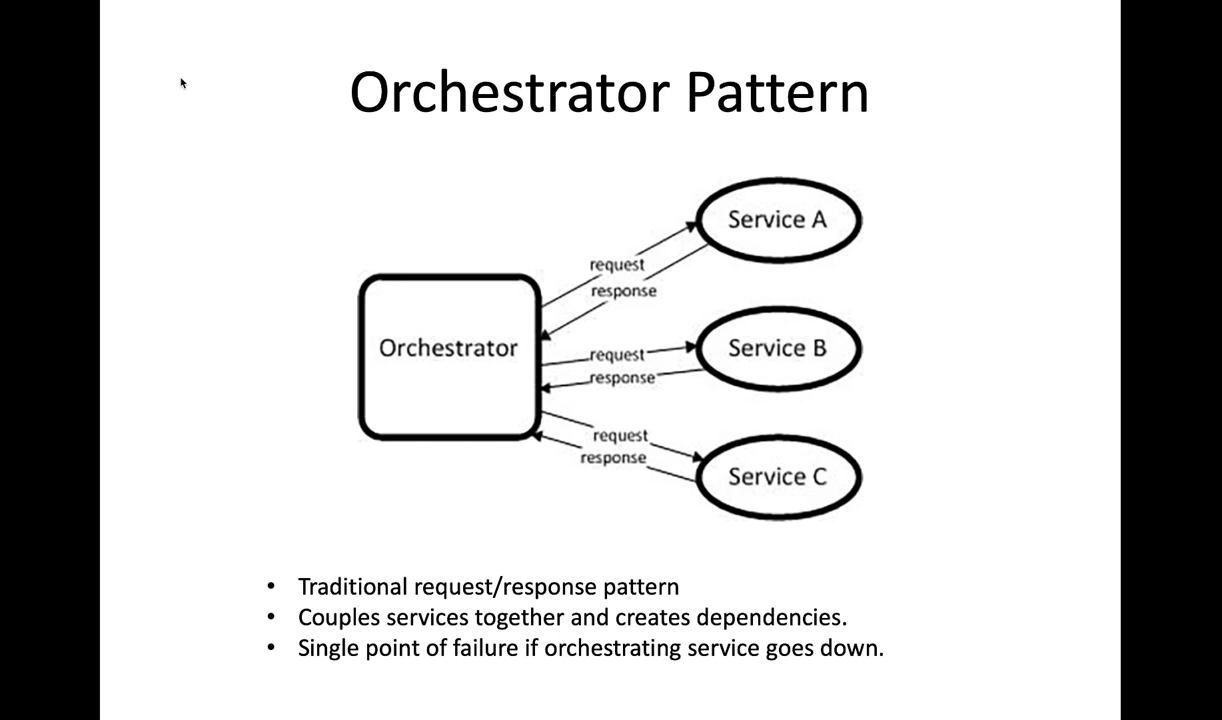 Orchestrator Pattern
Service A
request
response
Orchestrator
request
response
Service B
request
response
Service C
• Traditional request/response pattern
• Couples services together and creates dependencies.
• Single point of failure if orchestrating service goes down.